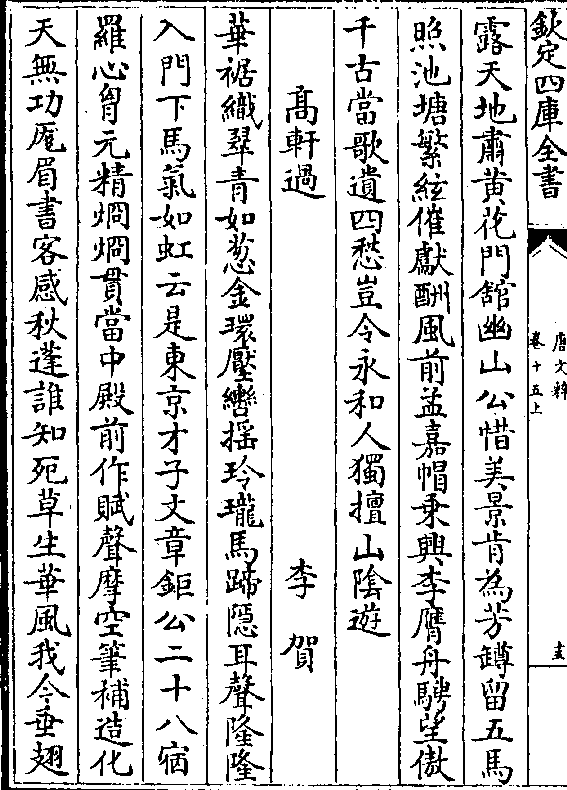 欽定四庫全書
唐文粹
卷十五上
露天地肅黄花門舘幽山公惜美景肯為芳罇留五馬
照池塘繁絃催獻酬風前孟嘉帽乗興李膺舟騁望傲
千古當歌遺四愁豈令永和人獨擅山陰遊
髙軒過 李賀
華裾織翠青如葱金環壓轡揺玲瓏馬蹄隠耳聲隆隆
入門下馬氣如虹云是東京才子文章鉅公二十八宿
羅心胷元精烱烱貫當中殿前作賦聲摩空筆補造化
天無功厖眉書客感秋蓬誰知死草生華風我今垂翅